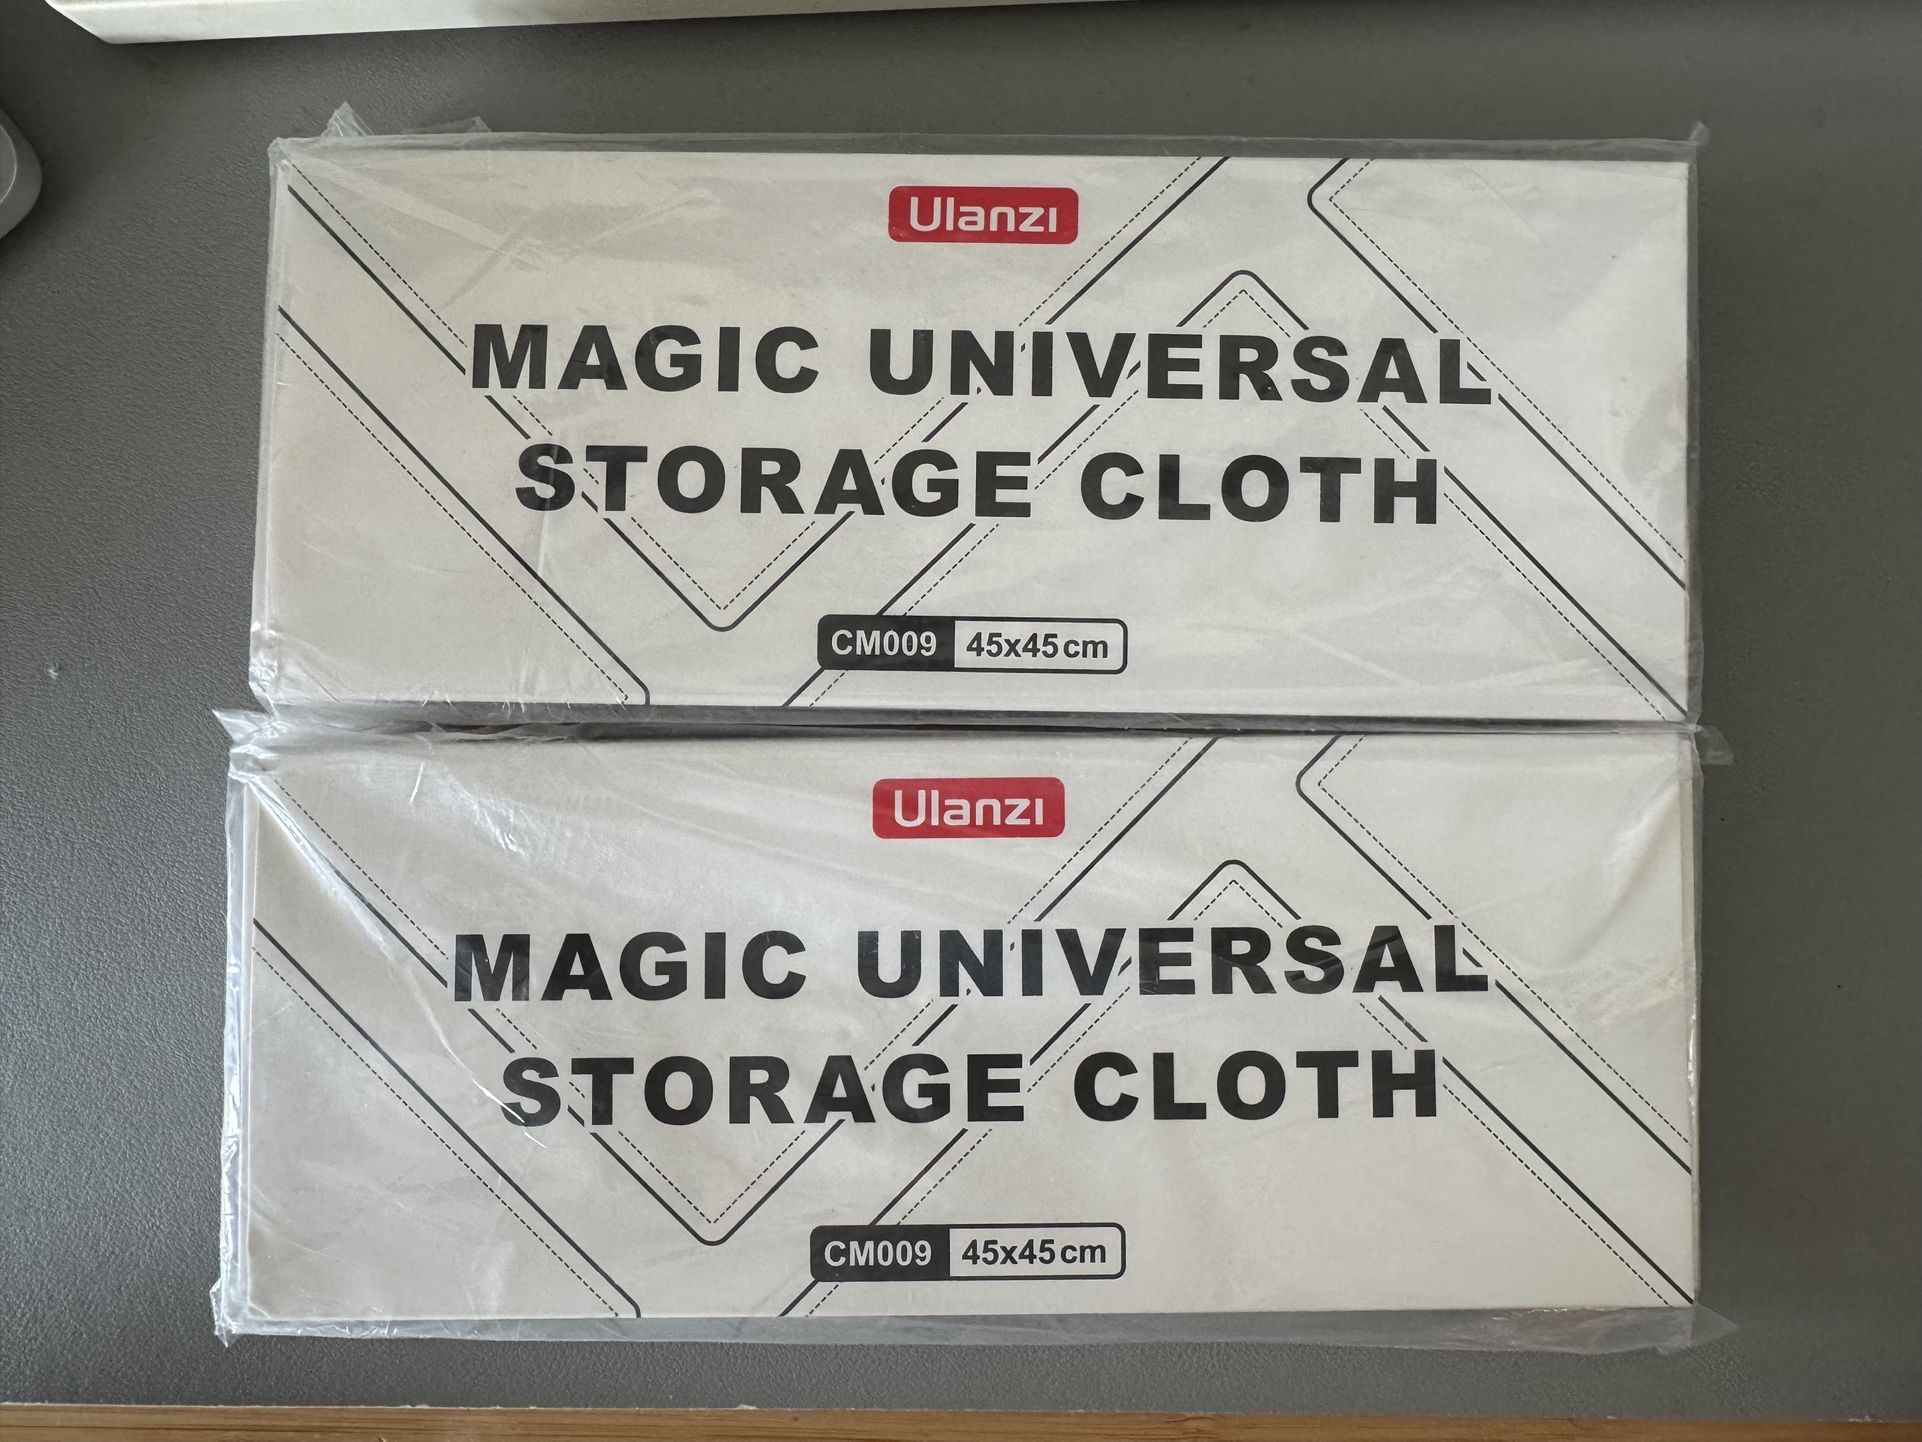 Ulanzi
MAGIC UNIVERSAL
STORAGE CLOTH
CM009 45x45cm
Ulanzi
MAGIC UNIVERSAL
STORAGE CLOTH
CM009 45x45cm